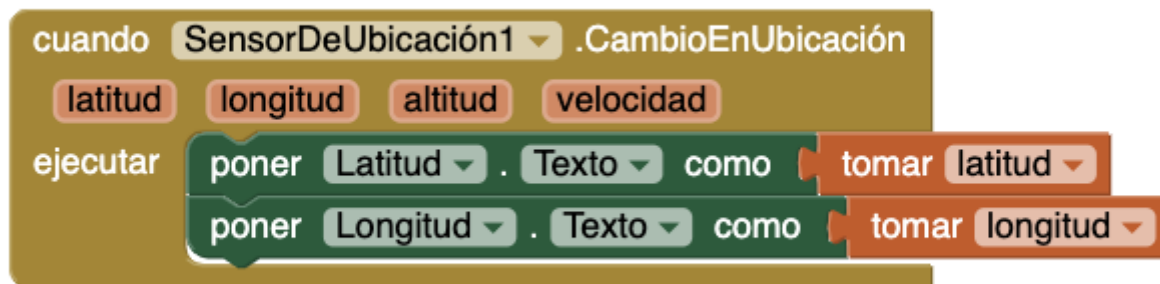 cuando SensorDeUbicación1 .CambioEnUbicación
latitud longitud altitud velocidad
ejecutar poner Latitud . Texto como tomar latitud
poner Longitud . Texto como tomar longitud